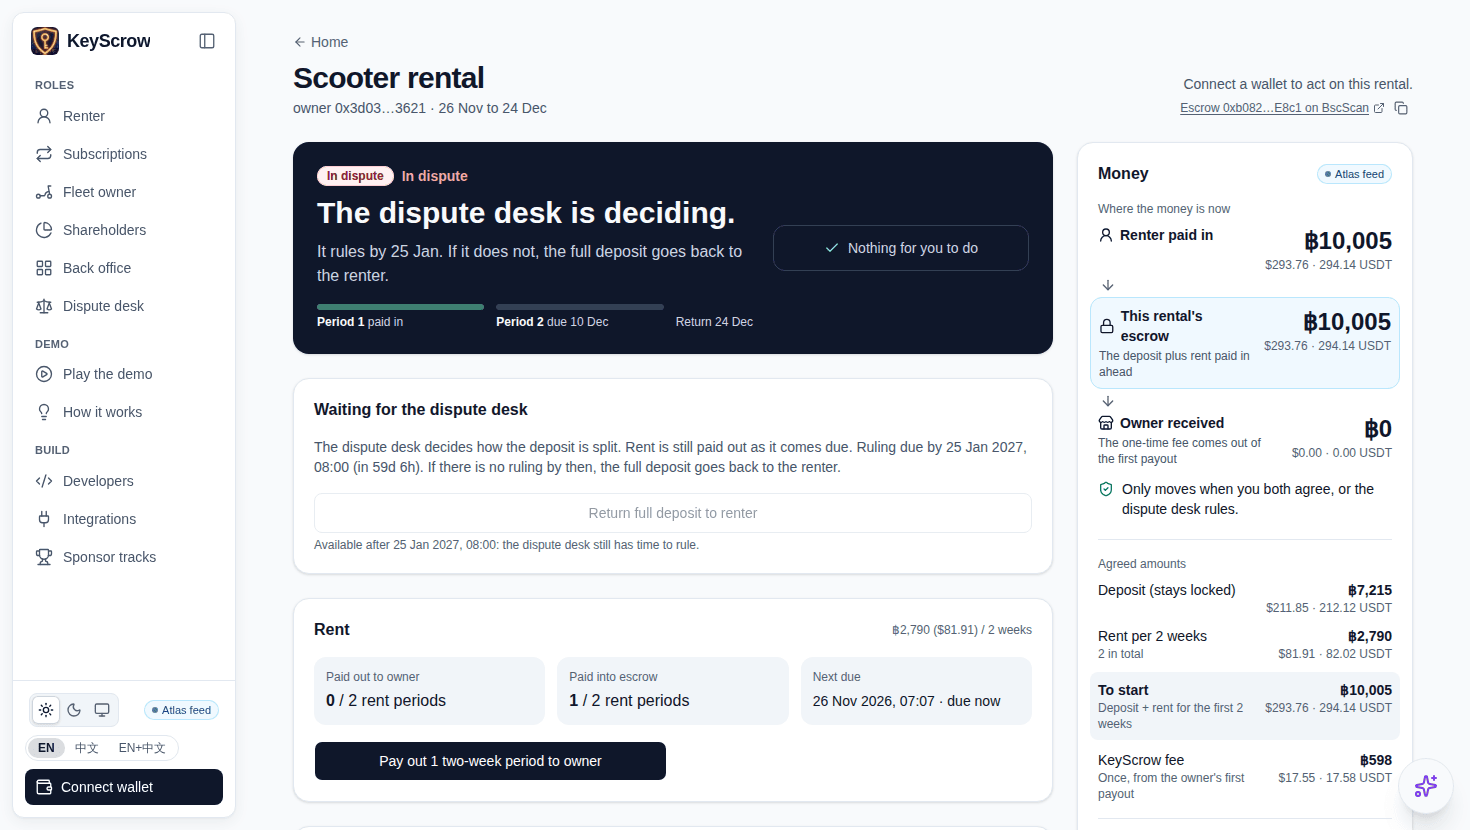 KeyScrow
ROLES
Renter
Subscriptions
Fleet owner
Shareholders
Back office
Dispute desk
DEMO
Play the demo
How it works
BUILD
Developers
Integrations
Sponsor tracks
Atlas feed
EN 中文 EN+中文
Connect wallet
Home
Scooter rental
owner 0x3d03…3621 · 26 Nov to 24 Dec
Connect a wallet to act on this rental.
Escrow 0xb082…E8c1 on BscScan
In dispute In dispute
The dispute desk is deciding.
It rules by 25 Jan. If it does not, the full deposit goes back to
the renter.
Nothing for you to do
Period 1 paid in
Period 2 due 10 Dec
Return 24 Dec
Waiting for the dispute desk
The dispute desk decides how the deposit is split. Rent is still paid out as it comes due. Ruling due by 25 Jan 2027,
08:00 (in 59d 6h). If there is no ruling by then, the full deposit goes back to the renter.
Return full deposit to renter
Available after 25 Jan 2027, 08:00: the dispute desk still has time to rule.
Rent
฿2,790 ($81.91) / 2 weeks
Paid out to owner
0 / 2 rent periods
Paid into escrow
1 / 2 rent periods
Next due
26 Nov 2026, 07:07 · due now
Pay out 1 two-week period to owner
Money
Atlas feed
Where the money is now
Renter paid in
฿10,005
$293.76 · 294.14 USDT
This rental's
escrow
The deposit plus rent paid in
ahead
฿10,005
$293.76 · 294.14 USDT
Owner received
The one-time fee comes out of
the first payout
฿0
$0.00 · 0.00 USDT
Only moves when you both agree, or the
dispute desk rules.
Agreed amounts
Deposit (stays locked)
฿7,215
$211.85 · 212.12 USDT
Rent per 2 weeks
2 in total
฿2,790
$81.91 · 82.02 USDT
To start
Deposit + rent for the first 2
weeks
฿10,005
$293.76 · 294.14 USDT
KeyScrow fee
Once, from the owner's first
payout
฿598
$17.55 · 17.58 USDT